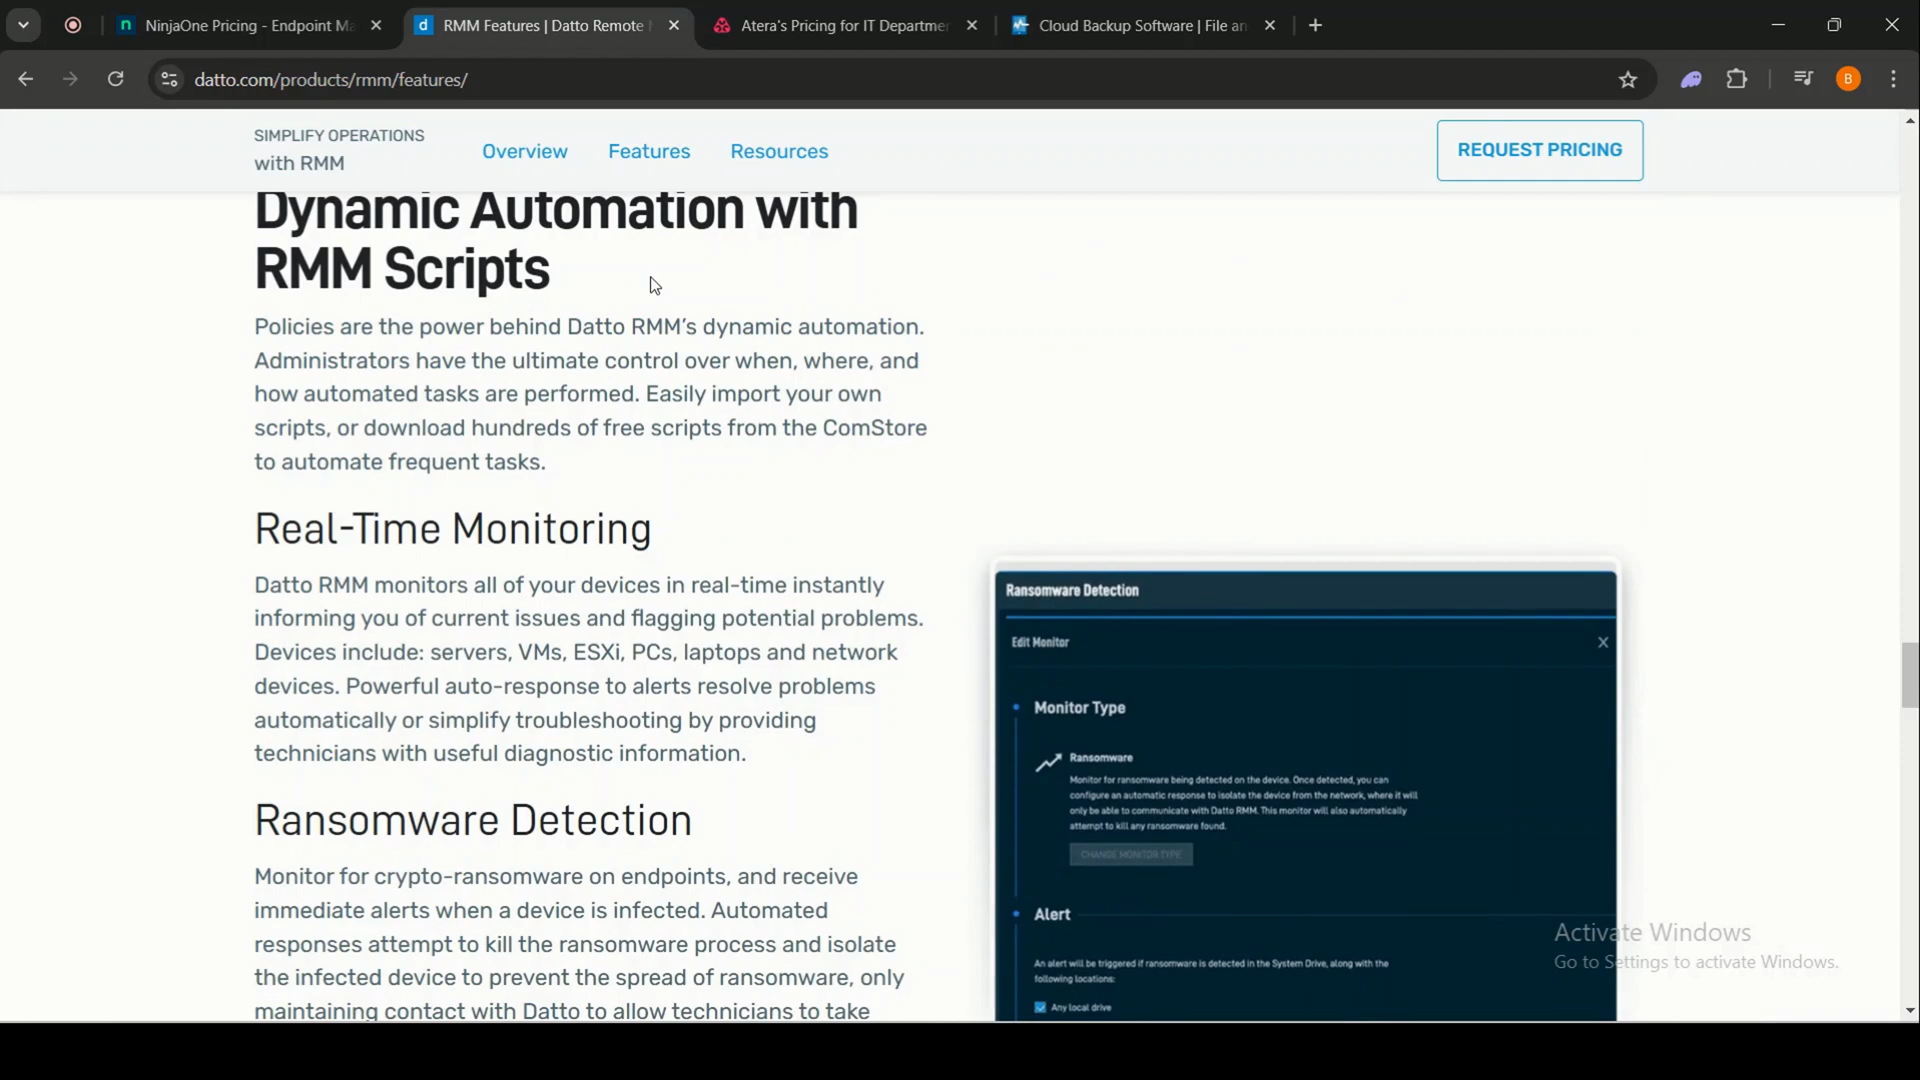 NinjaOne Pricing - Endpoint Ma
RMM Features | Datto Remote M
Atera's Pricing for IT Departmen
Cloud Backup Software | File an
datto.com/products/rmm/features/
B
SIMPLIFY OPERATIONS
with RMM
Overview
Features
Resources
REQUEST PRICING
Dynamic Automation with
RMM Scripts
Policies are the power behind Datto RMM’s dynamic automation.
Administrators have the ultimate control over when, where, and
how automated tasks are performed. Easily import your own
scripts, or download hundreds of free scripts from the ComStore
to automate frequent tasks.
Real-Time Monitoring
Datto RMM monitors all of your devices in real-time instantly
informing you of current issues and flagging potential problems.
Devices include: servers, VMs, ESXi, PCs, laptops and network
devices. Powerful auto-response to alerts resolve problems
automatically or simplify troubleshooting by providing
technicians with useful diagnostic information.
Ransomware Detection
Monitor for crypto-ransomware on endpoints, and receive
immediate alerts when a device is infected. Automated
responses attempt to kill the ransomware process and isolate
the infected device to prevent the spread of ransomware, only
maintaining contact with Datto to allow technicians to take
Ransomware Detection
Edit Monitor
Monitor Type
Ransomware
Monitor for ransomware being detected on the device. Once detected, you can
configure an automatic response to isolate the device from the network, where it will
only be able to communicate with Datto RMM. This monitor will also automatically
attempt to kill any ransomware found.
CHANGE MONITOR TYPE
Alert
An alert will be triggered if ransomware is detected in the System Drive, along with the
following locations:
Any local drive
Activate Windows
Go to Settings to activate Windows.